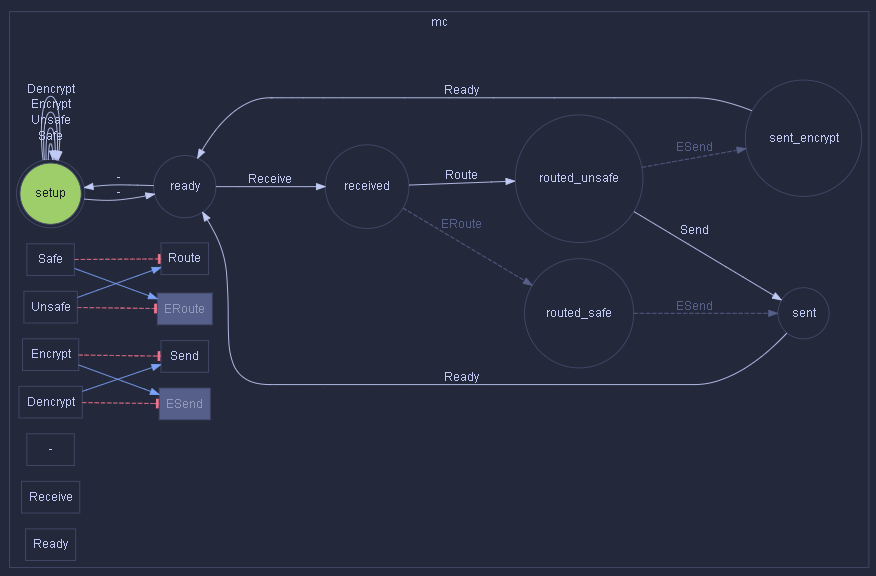 mc
Dencrypt
Encrypt
Unsafe
Safe
setup
-
-
ready
Receive
received
Ready
Route
ERoute
routed_unsafe
ESend
sent_encrypt
Send
routed_safe
ESend
sent
Ready
Safe
Route
Unsafe
ERoute
Encrypt
Send
Dencrypt
ESend
-
Receive
Ready